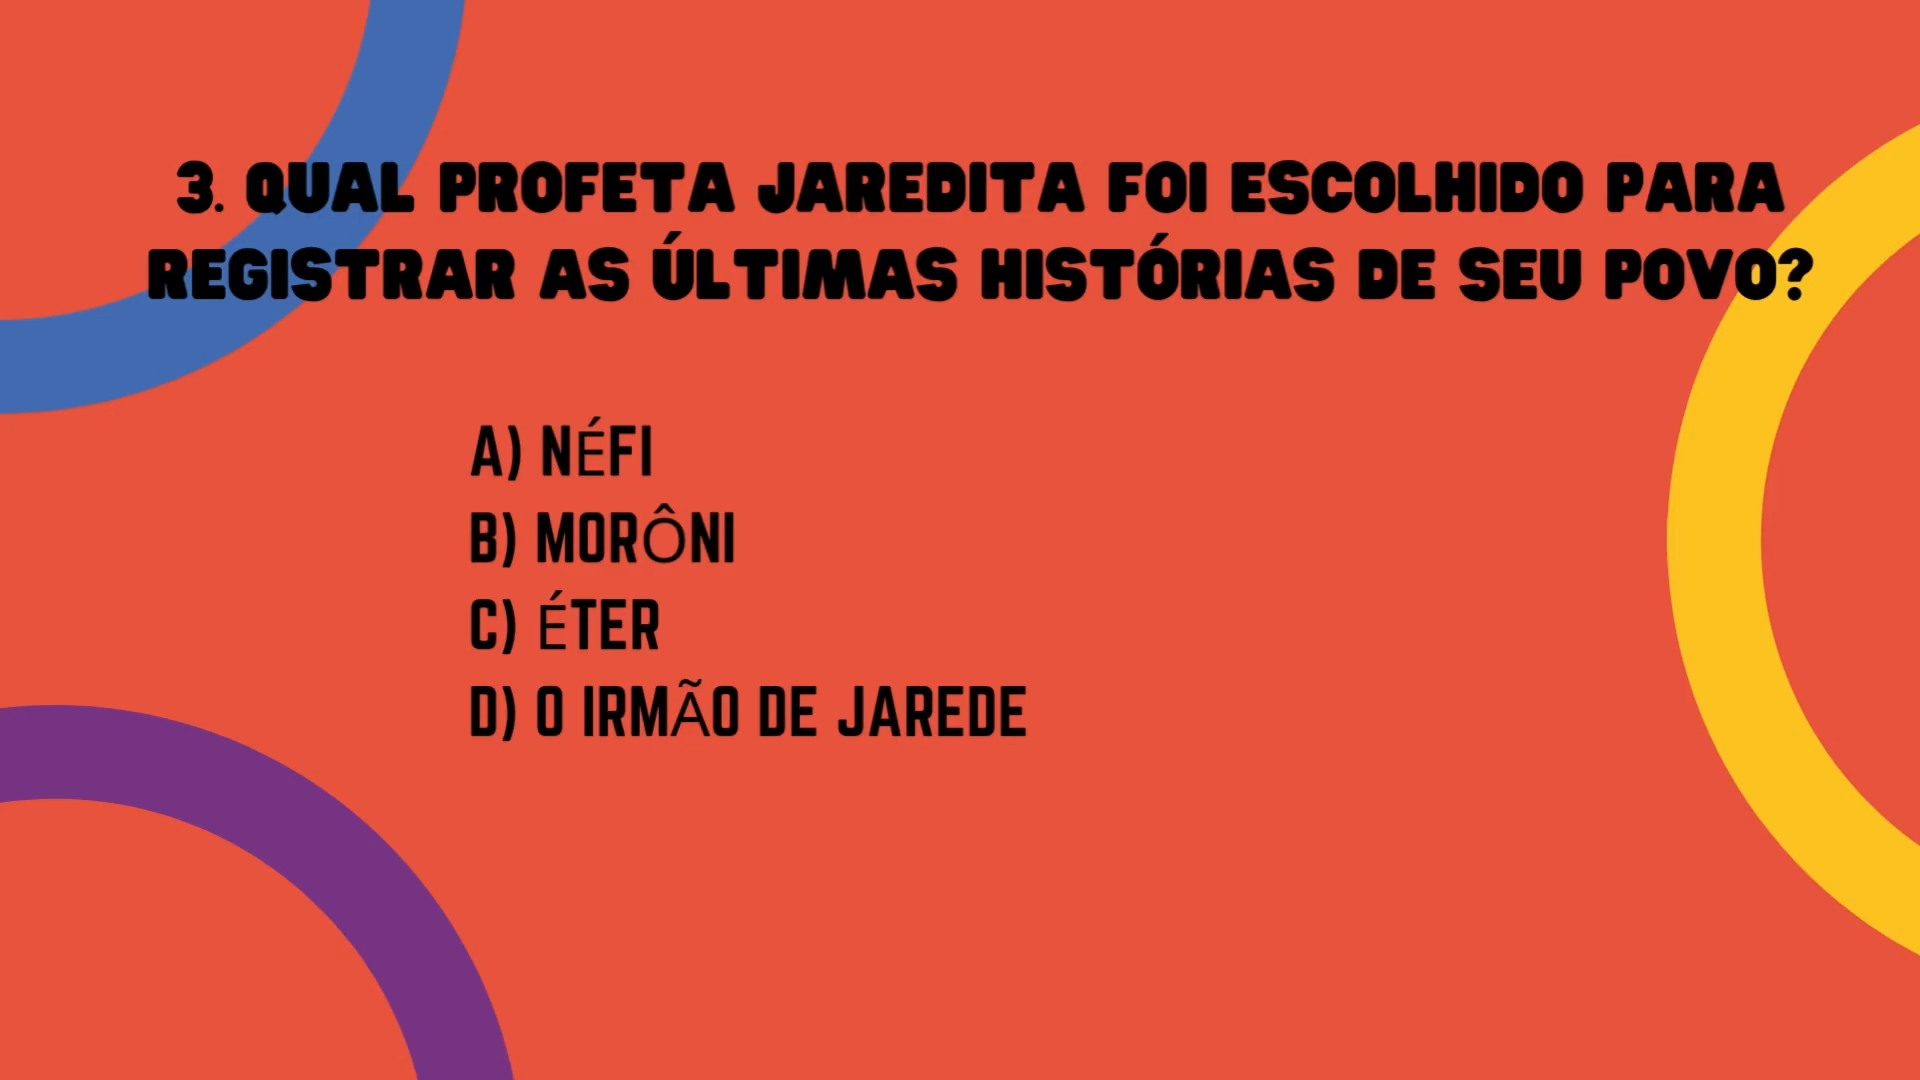 3. QUAL PROFETA JAREDITA FOI ESCOLHIDO PARA
REGISTRAR AS ÚLTIMAS HISTÓRIAS DE SEU POVO?
A) NÉFI
B) MORÔNI
C) ÉTER
D) O IRMÃO DE JAREDE